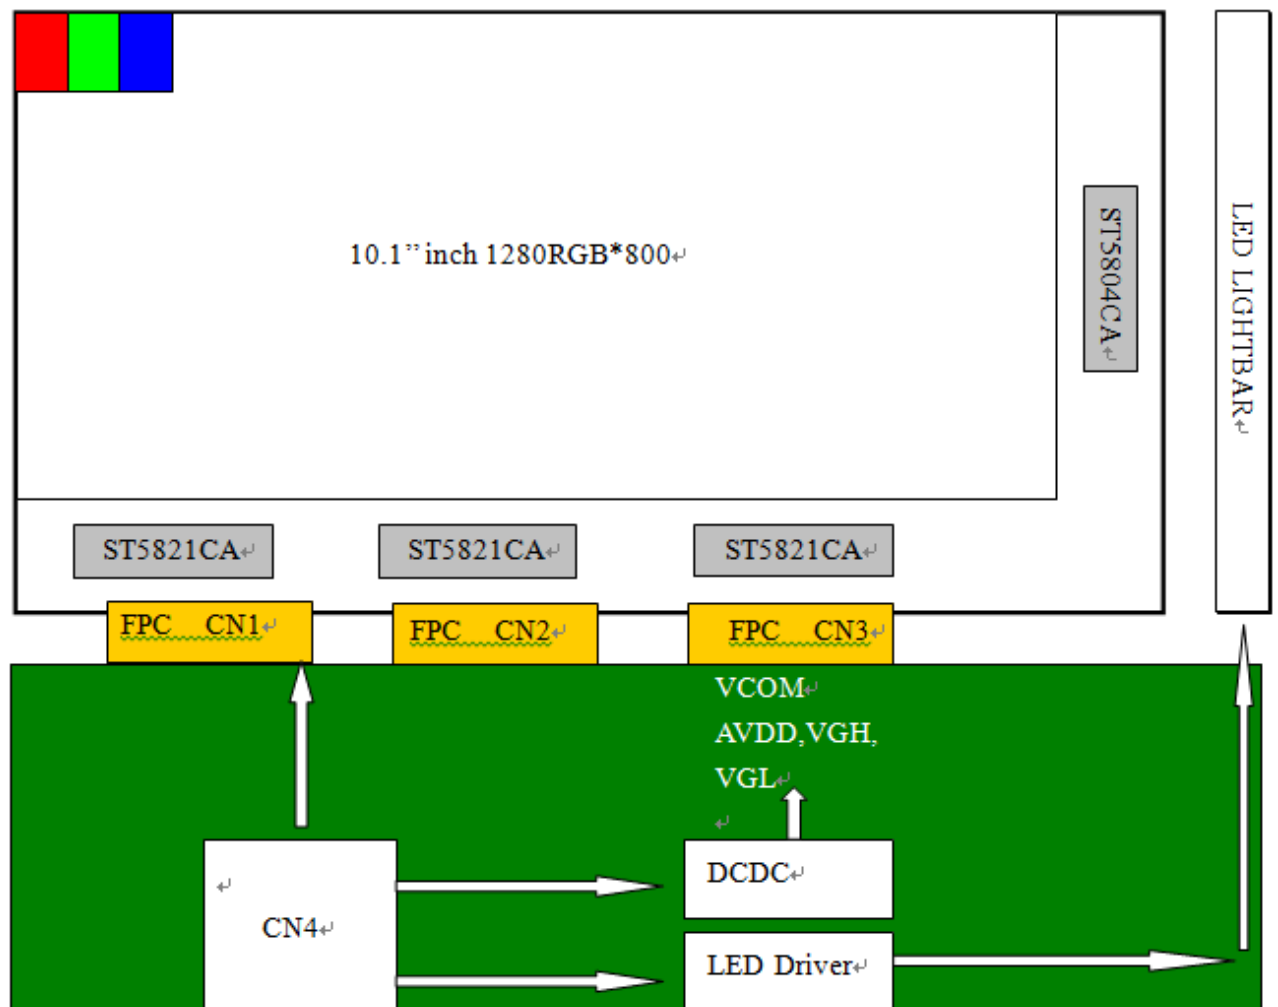 10.1” inch 1280RGB*800
ST5804CA
LED LIGHTBAR
ST5821CA
ST5821CA
ST5821CA
FPC CN1
FPC CN2
FPC CN3
VCOM
AVDD,VGH,
VGL
DCDC
CN4
LED Driver